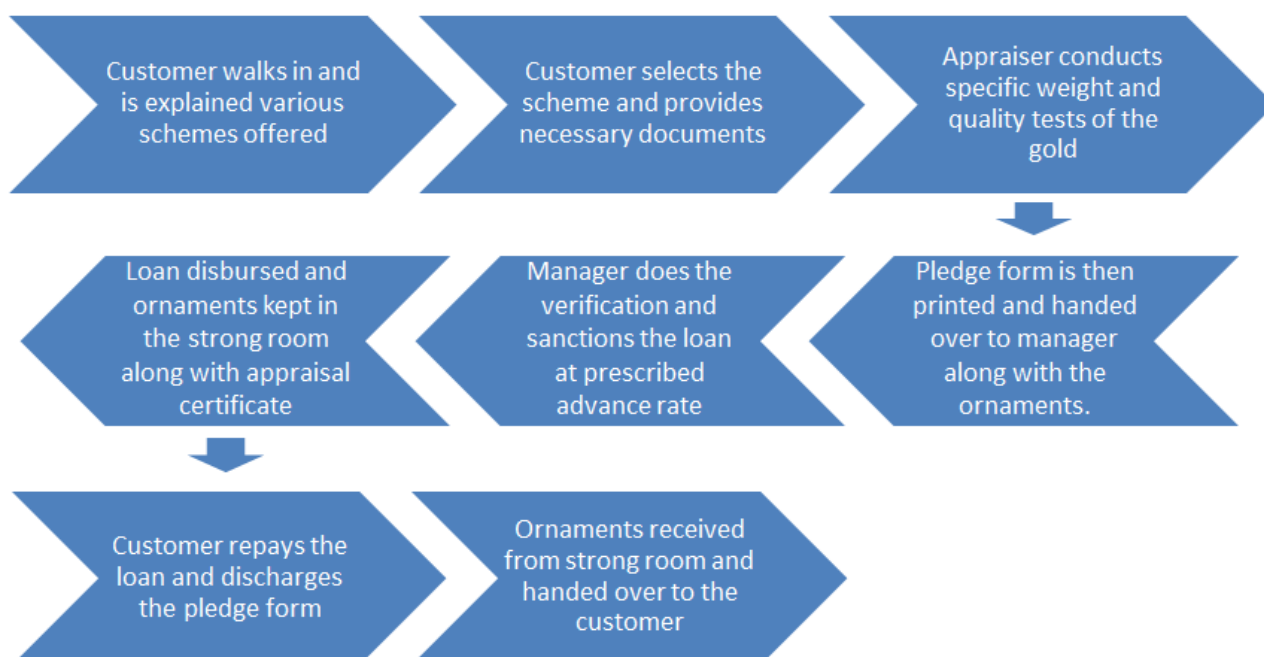 Customer walks in and
is explained various
schemes offered
Customer selects the
scheme and provides
necessary documents
Appraiser conducts
specific weight and
quality tests of the
gold
Pledge form is then
printed and handed
over to manager
along with the
ornaments.
Manager does the
verification and
sanctions the loan
at prescribed
advance rate
Loan disbursed and
ornaments kept in
the strong room
along with appraisal
certificate
Customer repays the
loan and discharges
the pledge form
Ornaments received
from strong room and
handed over to the
customer